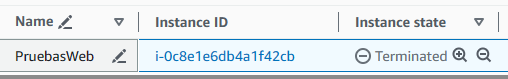 Name Instance ID Instance state
PruebasWeb i-0c8e1e6db4a1f42cb Terminated